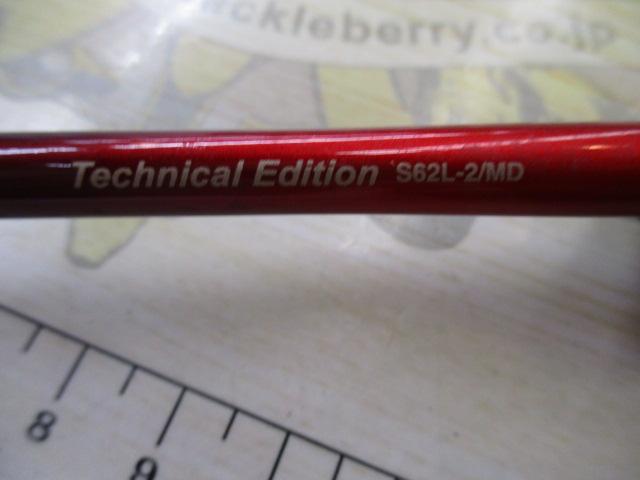 ckleberry.co.jp
Technical Edition S62L-2/MD
8
9